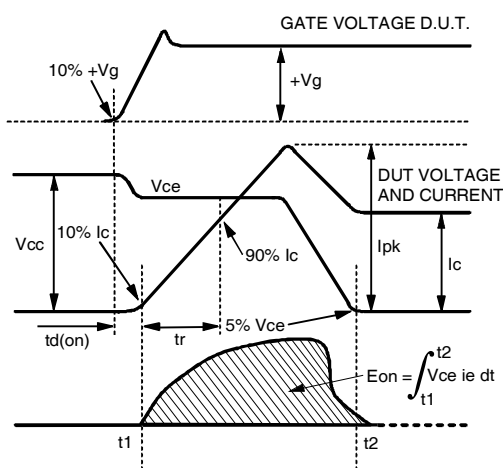 GATE VOLTAGE D.U.T.
10% +Vg
+Vg
DUT VOLTAGE
AND CURRENT
Vce
Vcc
10% Ic
90% Ic
Ipk
Ic
td(on)
tr
5% Vce
Eon = ∫ Vce ie dt
t2
t1
t1
t2